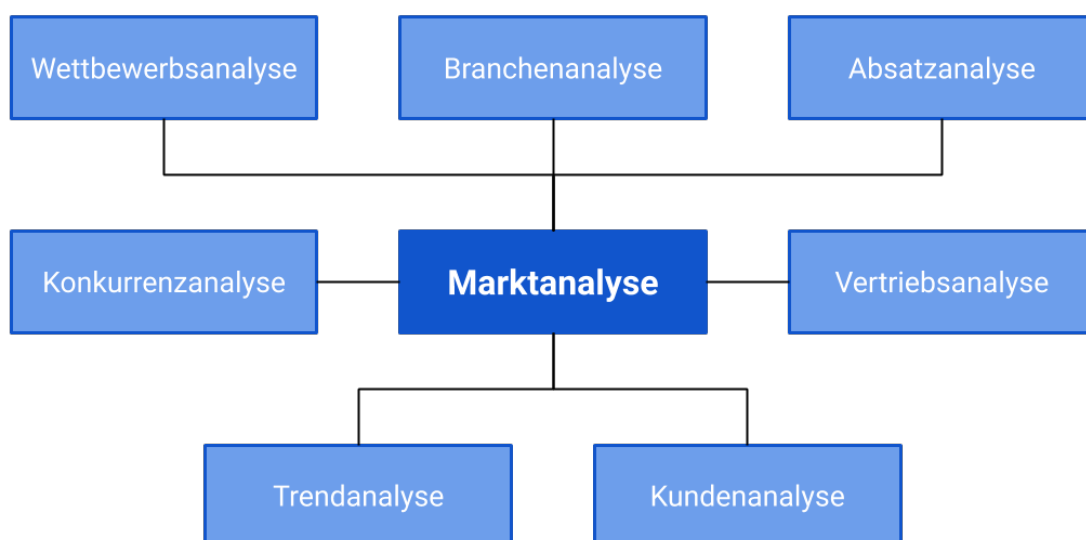 Wettbewerbsanalyse
Branchenanalyse
Absatzanalyse
Konkurrenzanalyse
Marktanalyse
Vertriebsanalyse
Trendanalyse
Kundenanalyse